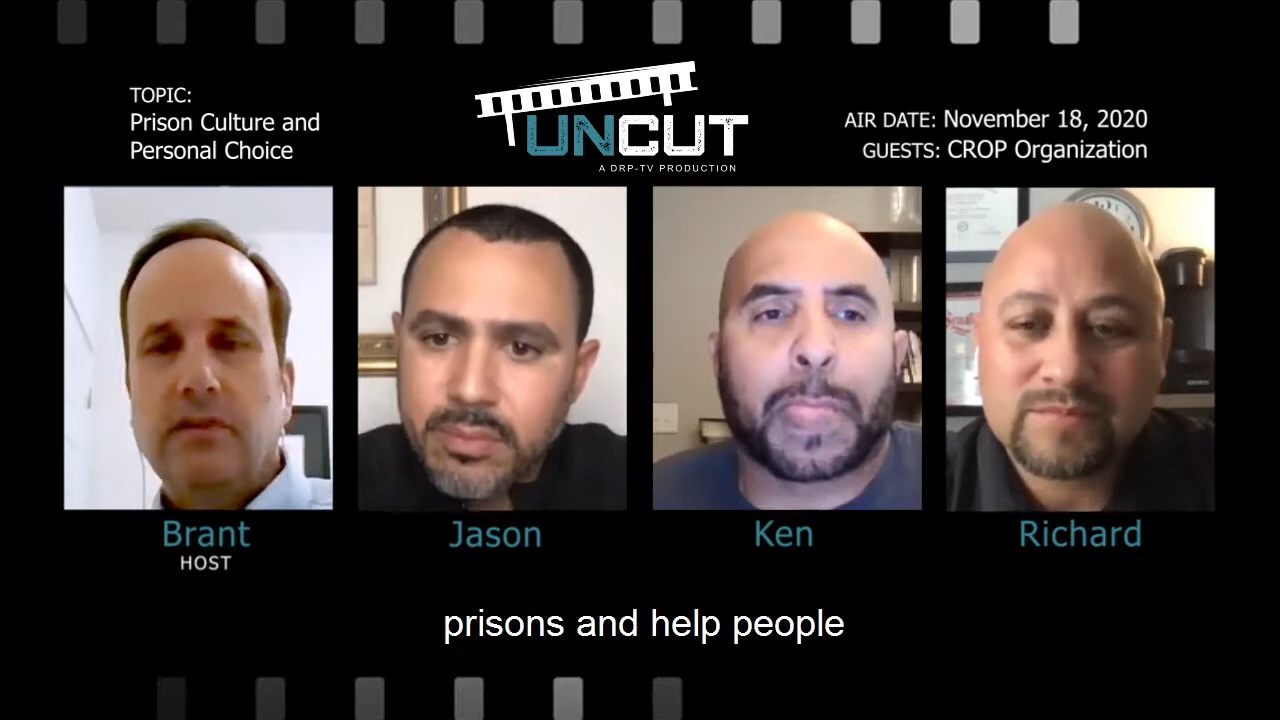 TOPIC:
Prison Culture and
Personal Choice
UNCUT
A DRP-TV PRODUCTION
AIR DATE: November 18, 2020
GUESTS: CROP Organization
Brant
HOST
Jason
Ken
Richard
prisons and help people